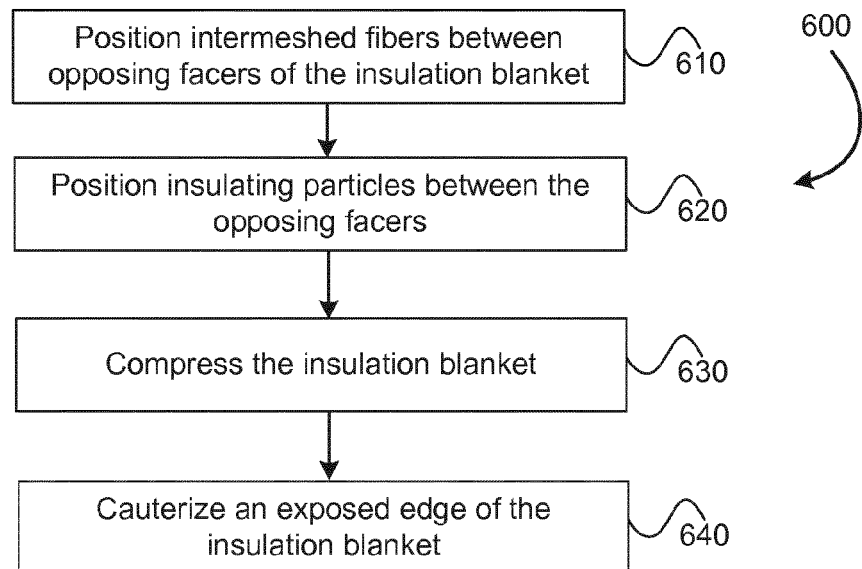 Position intermeshed fibers between
opposing facers of the insulation blanket
610
600
Position insulating particles between the
opposing facers
620
Compress the insulation blanket
630
Cauterize an exposed edge of the
insulation blanket
640